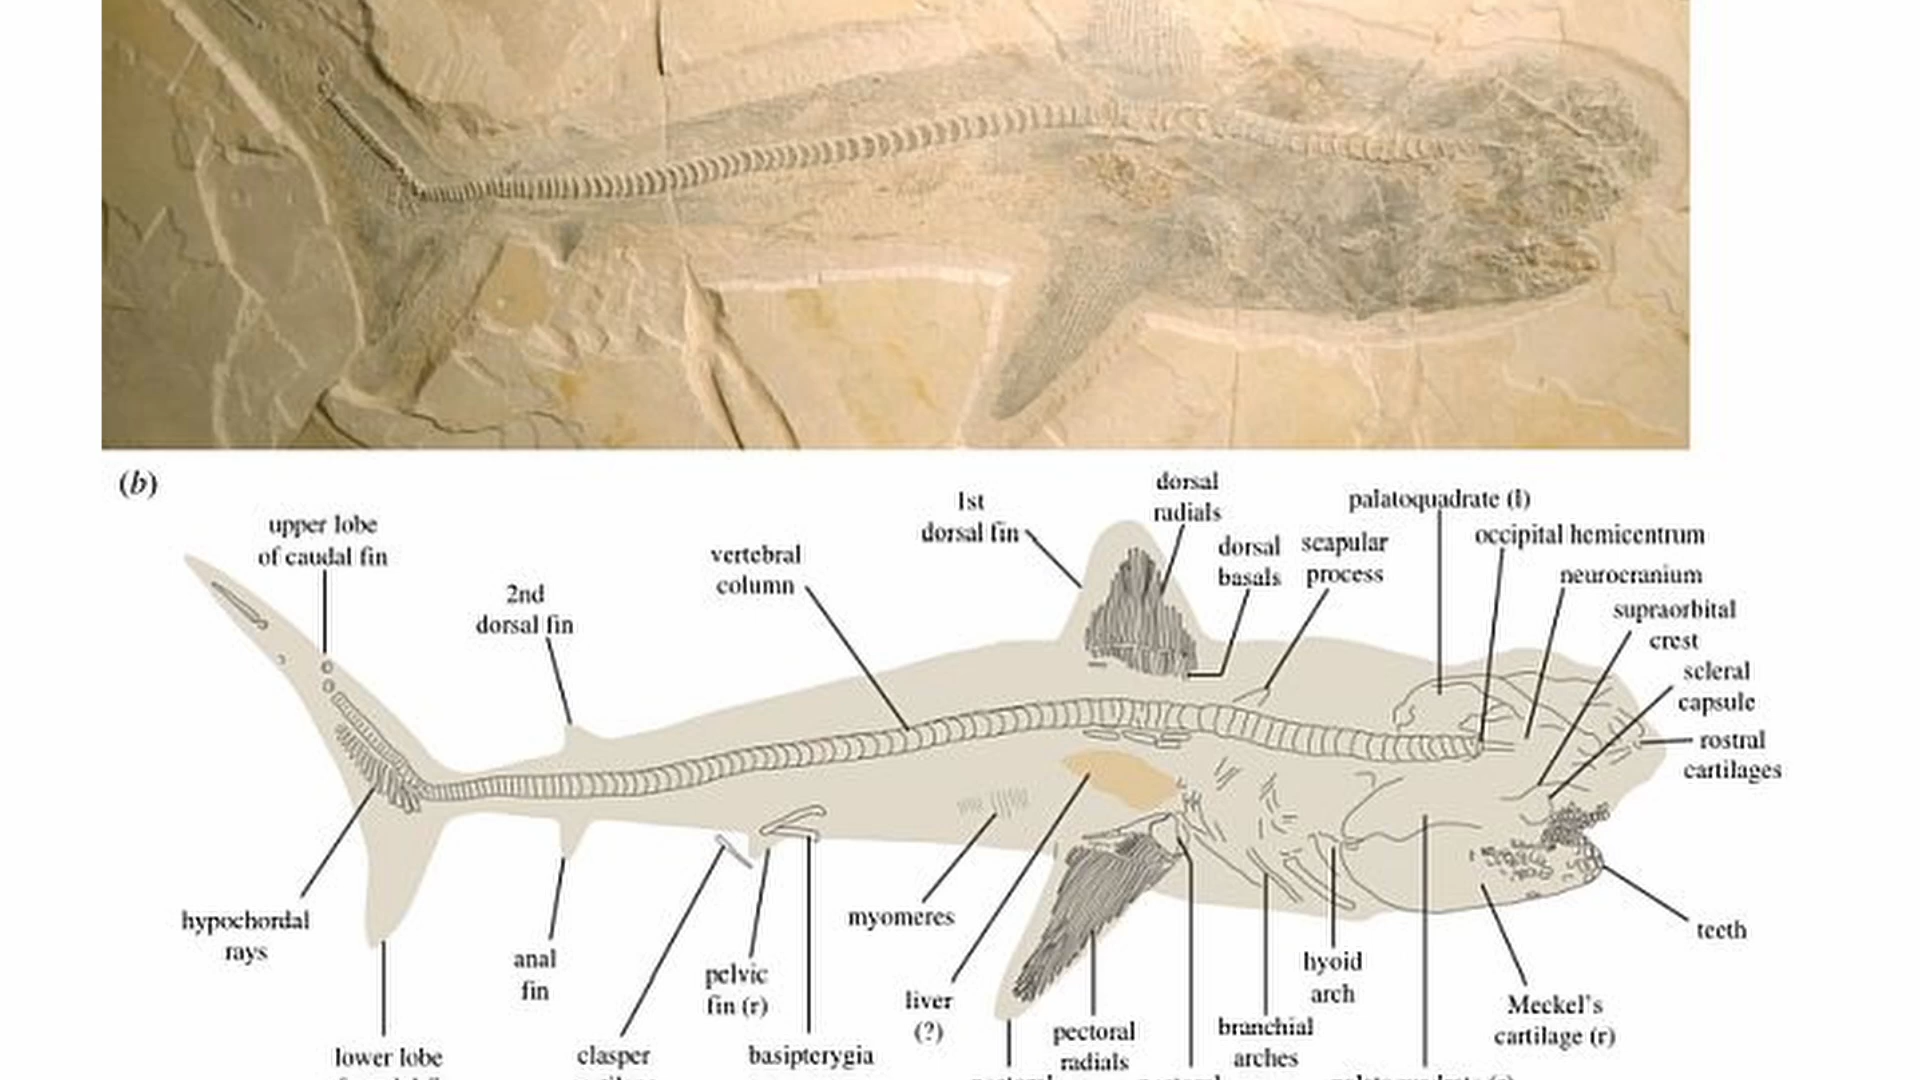 (b)
upper lobe
of caudal fin
2nd
dorsal fin
vertebral
column
1st
dorsal fin
dorsal
radials
dorsal
basals
scapular
process
palatoquadrate (l)
occipital hemicentrum
neurocranium
supraorbital
crest
scleral
capsule
rostral
cartilages
teeth
Meckel's
cartilage (r)
hyoid
arch
branchial
arches
pectoral
radials
liver
(?)
myomeres
basipterygia
pelvic
fin (r)
clasper
anal
fin
lower lobe
hypochordal
rays